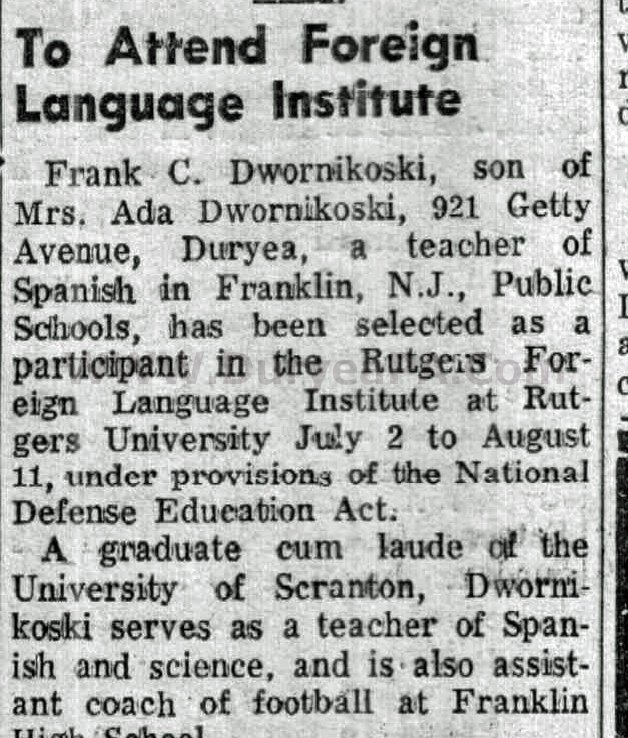 To Attend Foreign
Language Institute
Frank C. Dwornikoski, son of
Mrs. Ada Dwornikoski, 921 Getty
Avenue, Duryea, a teacher of
Spanish in Franklin, N.J., Public
Schools, has been selected as a
participant in the Rutgers For-
eign Language Institute at Rut-
gers University July 2 to August
11, under provisions of the National
Defense Education Act.
A graduate cum laude of the
University of Scranton, Dworni-
koski serves as a teacher of Span-
ish and science, and is also assist-
ant coach of football at Franklin
High School